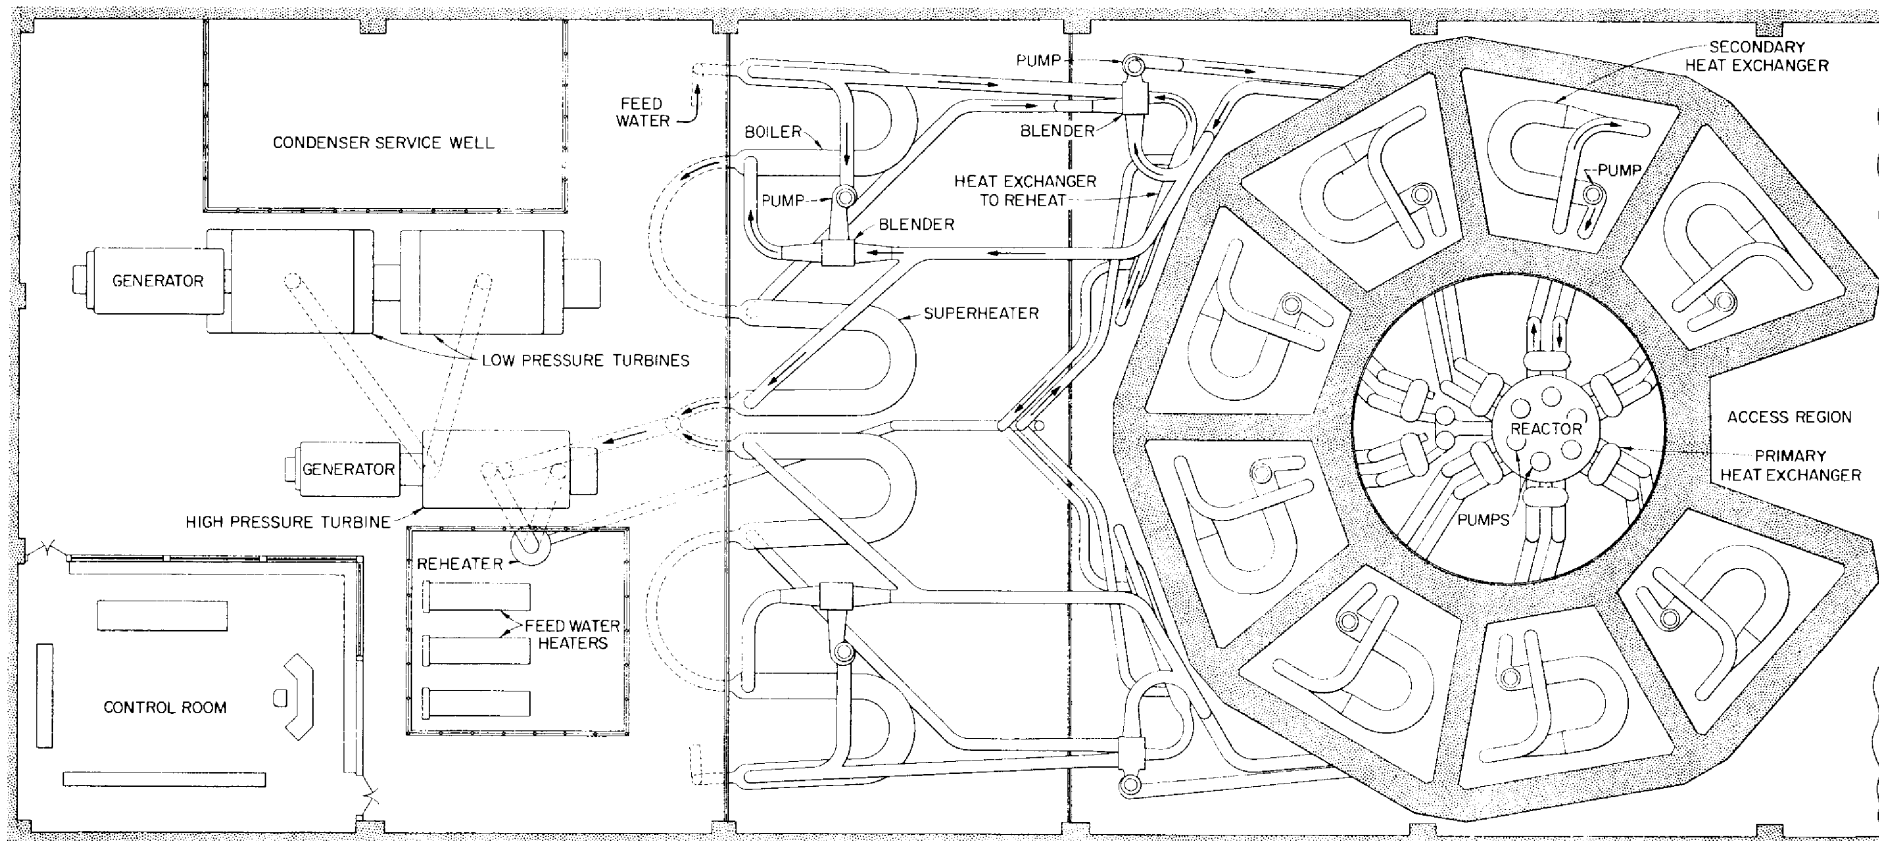 CONDENSER SERVICE WELL
FEED
WATER
BOILER
PUMP
BLENDER
PUMP
BLENDER
HEAT EXCHANGER
TO REHEAT
SECONDARY
HEAT EXCHANGER
PUMP
GENERATOR
LOW PRESSURE TURBINES
SUPERHEATER
GENERATOR
HIGH PRESSURE TURBINE
REHEATER
FEED WATER
HEATERS
CONTROL ROOM
REACTOR
ACCESS REGION
PRIMARY
HEAT EXCHANGER
PUMPS